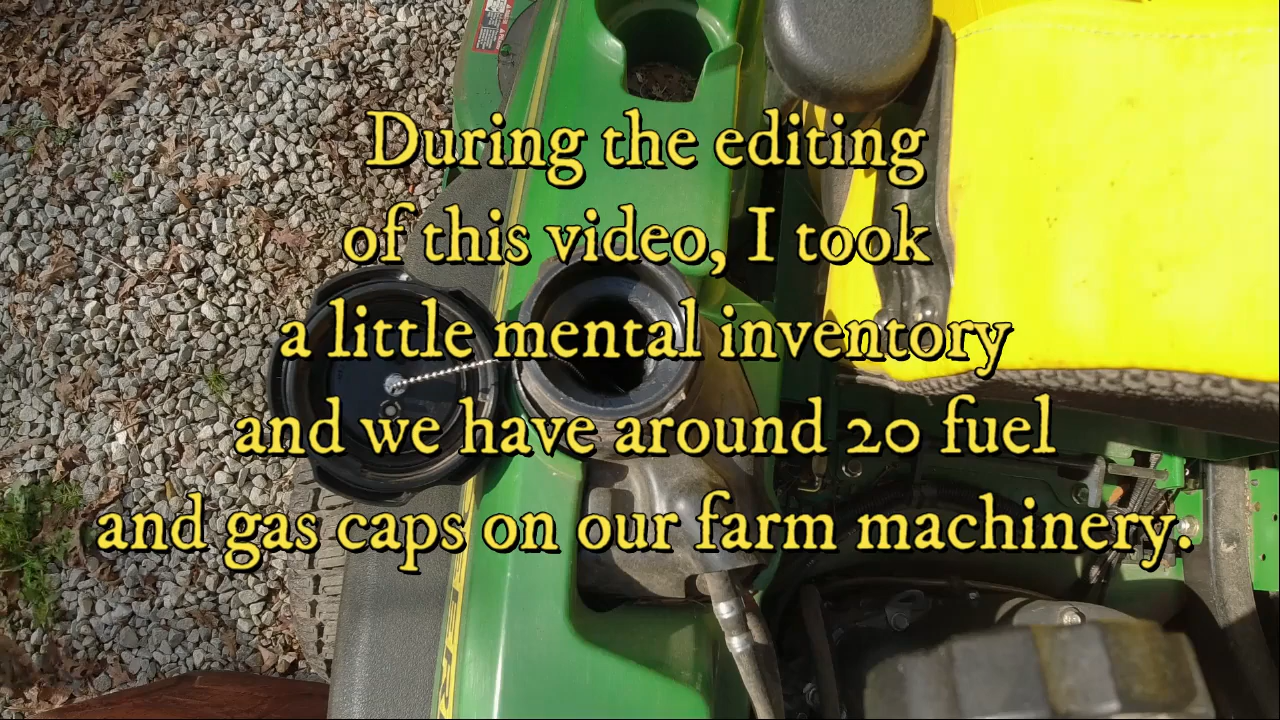 During the editing
of this video, I took
a little mental inventory
and we have around 20 fuel
and gas caps on our farm machinery.